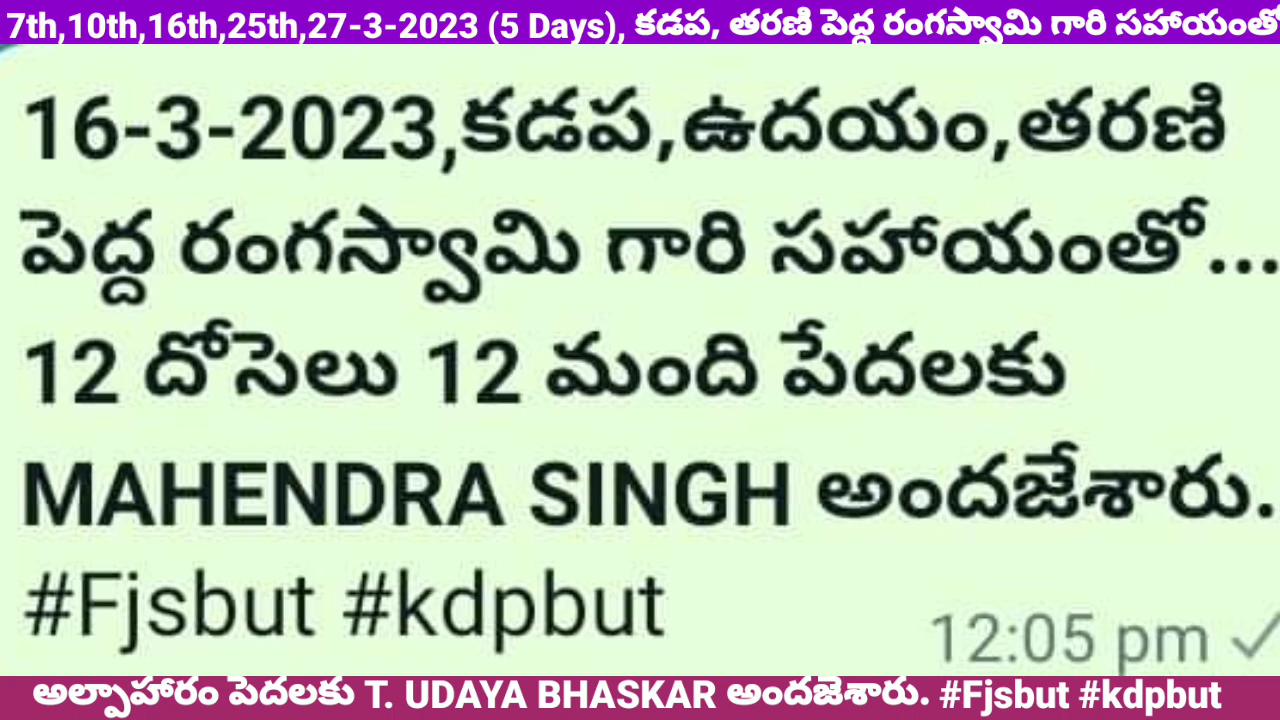 7th,10th,16th,25th,27-3-2023 (5 Days), కడప, తరణి పెద్ద రంగస్వామి గారి సహాయంతో
16-3-2023,కడప,ఉదయం,తరణి
పెద్ద రంగస్వామి గారి సహాయంతో...
12 దోసెలు 12 మంది పేదలకు
MAHENDRA SINGH అందజేశారు.
#Fjsbut #kdpbut
12:05 pm ✓
అల్పాహారం పేదలకు T. UDAYA BHASKAR అందజేశారు. #Fjsbut #kdpbut